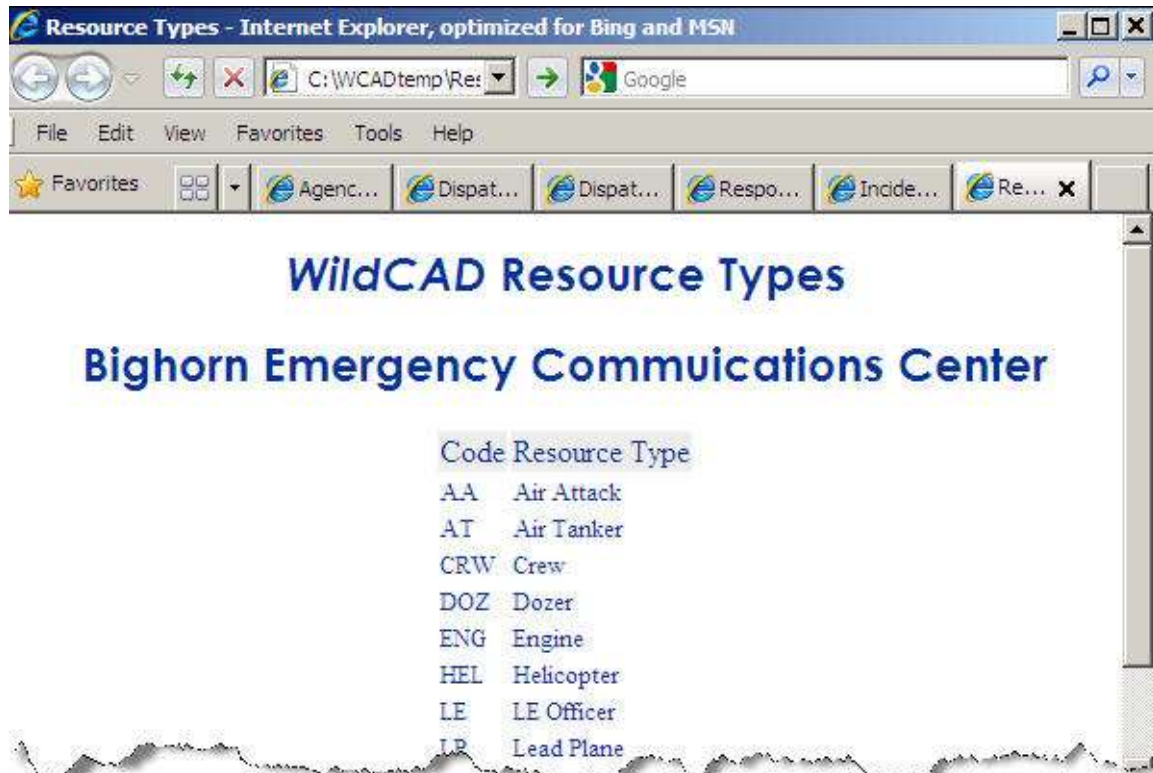 Resource Types - Internet Explorer, optimized for Bing and MSN
C:\WCADtemp\Res
Google
File Edit View Favorites Tools Help
Favorites Agenc... Dispat... Dispat... Respo... Incide... Re...
WildCAD Resource Types
Bighorn Emergency Commuications Center
Code Resource Type
AA Air Attack
AT Air Tanker
CRW Crew
DOZ Dozer
ENG Engine
HEL Helicopter
LE LE Officer
Lead Plane